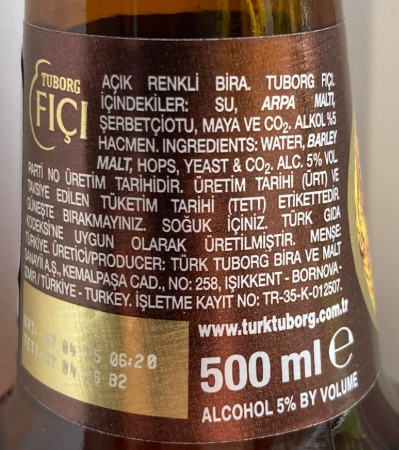 TUBORG
FIÇI
AÇIK RENKLİ BİRA. TUBORG FIÇI.
İÇİNDEKİLER: SU, ARPA MALTI,
ŞERBETÇİOTU, MAYA VE CO2. ALKOL %5
HACMEN. INGREDIENTS: WATER, BARLEY
MALT, HOPS, YEAST & CO2. ALC. 5% VOL.
PARTİ NO ÜRETİM TARİHİDİR. ÜRETİM TARİHİ (ÜRT) VE
TAVSİYE EDİLEN TÜKETİM TARİHİ (TETT) ETİKETTEDİR.
GÜNEŞTE BIRAKMAYINIZ. SOĞUK İÇİNİZ. TÜRK GIDA
KODEKSİ'NE UYGUN OLARAK ÜRETİLMİŞTİR. MENŞE:
TÜRKİYE. ÜRETİCİ/PRODUCER: TÜRK TUBORG BİRA VE MALT
SANAYİİ A.Ş., KEMALPAŞA CAD., NO: 258, IŞIKKENT - BORNOVA -
İZMİR / TÜRKİYE - TURKEY. İŞLETME KAYIT NO: TR-35-K-012507.
www.turktuborg.com.tr
500 ml e
ALCOHOL 5% BY VOLUME
06:20
B2